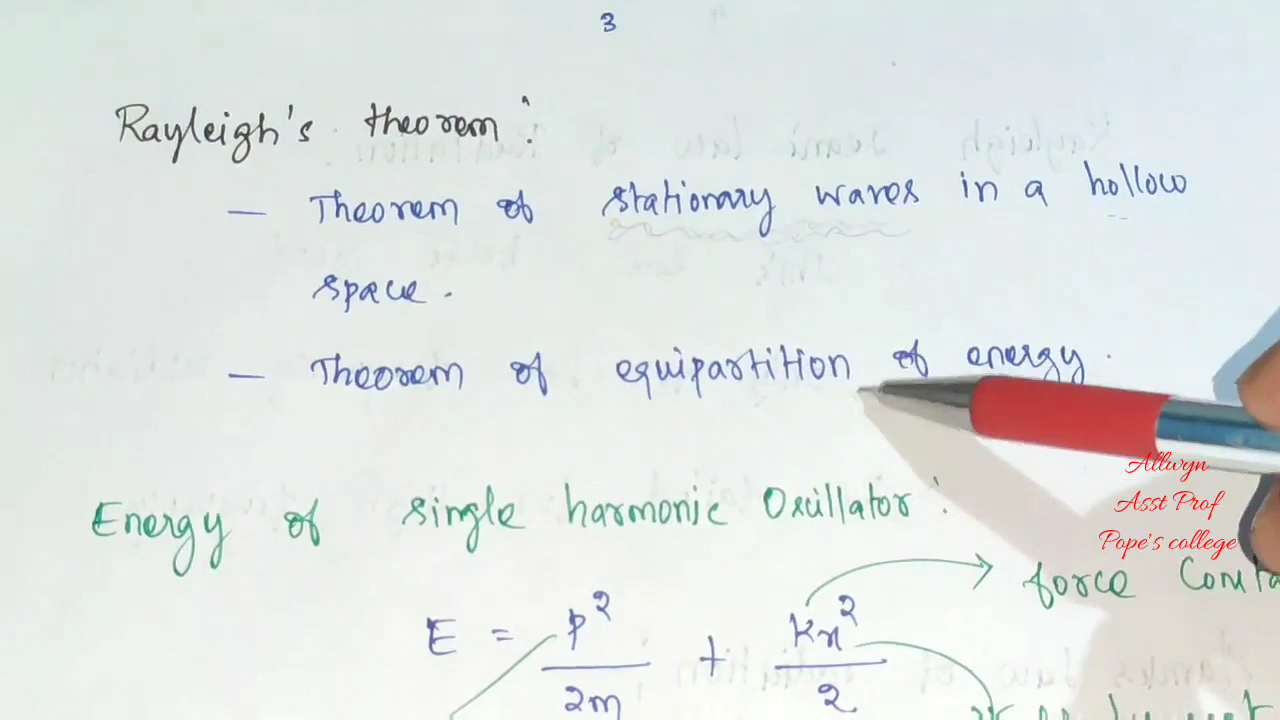 3
Rayleigh's theorem:
— Theorem of stationary waves in a hollow
space.
— Theorem of equipartition of energy.
Allwyn
Asst Prof
Pope's college
Energy of single harmonic Oscillator:
force
E = p²/2m + Kx²/2